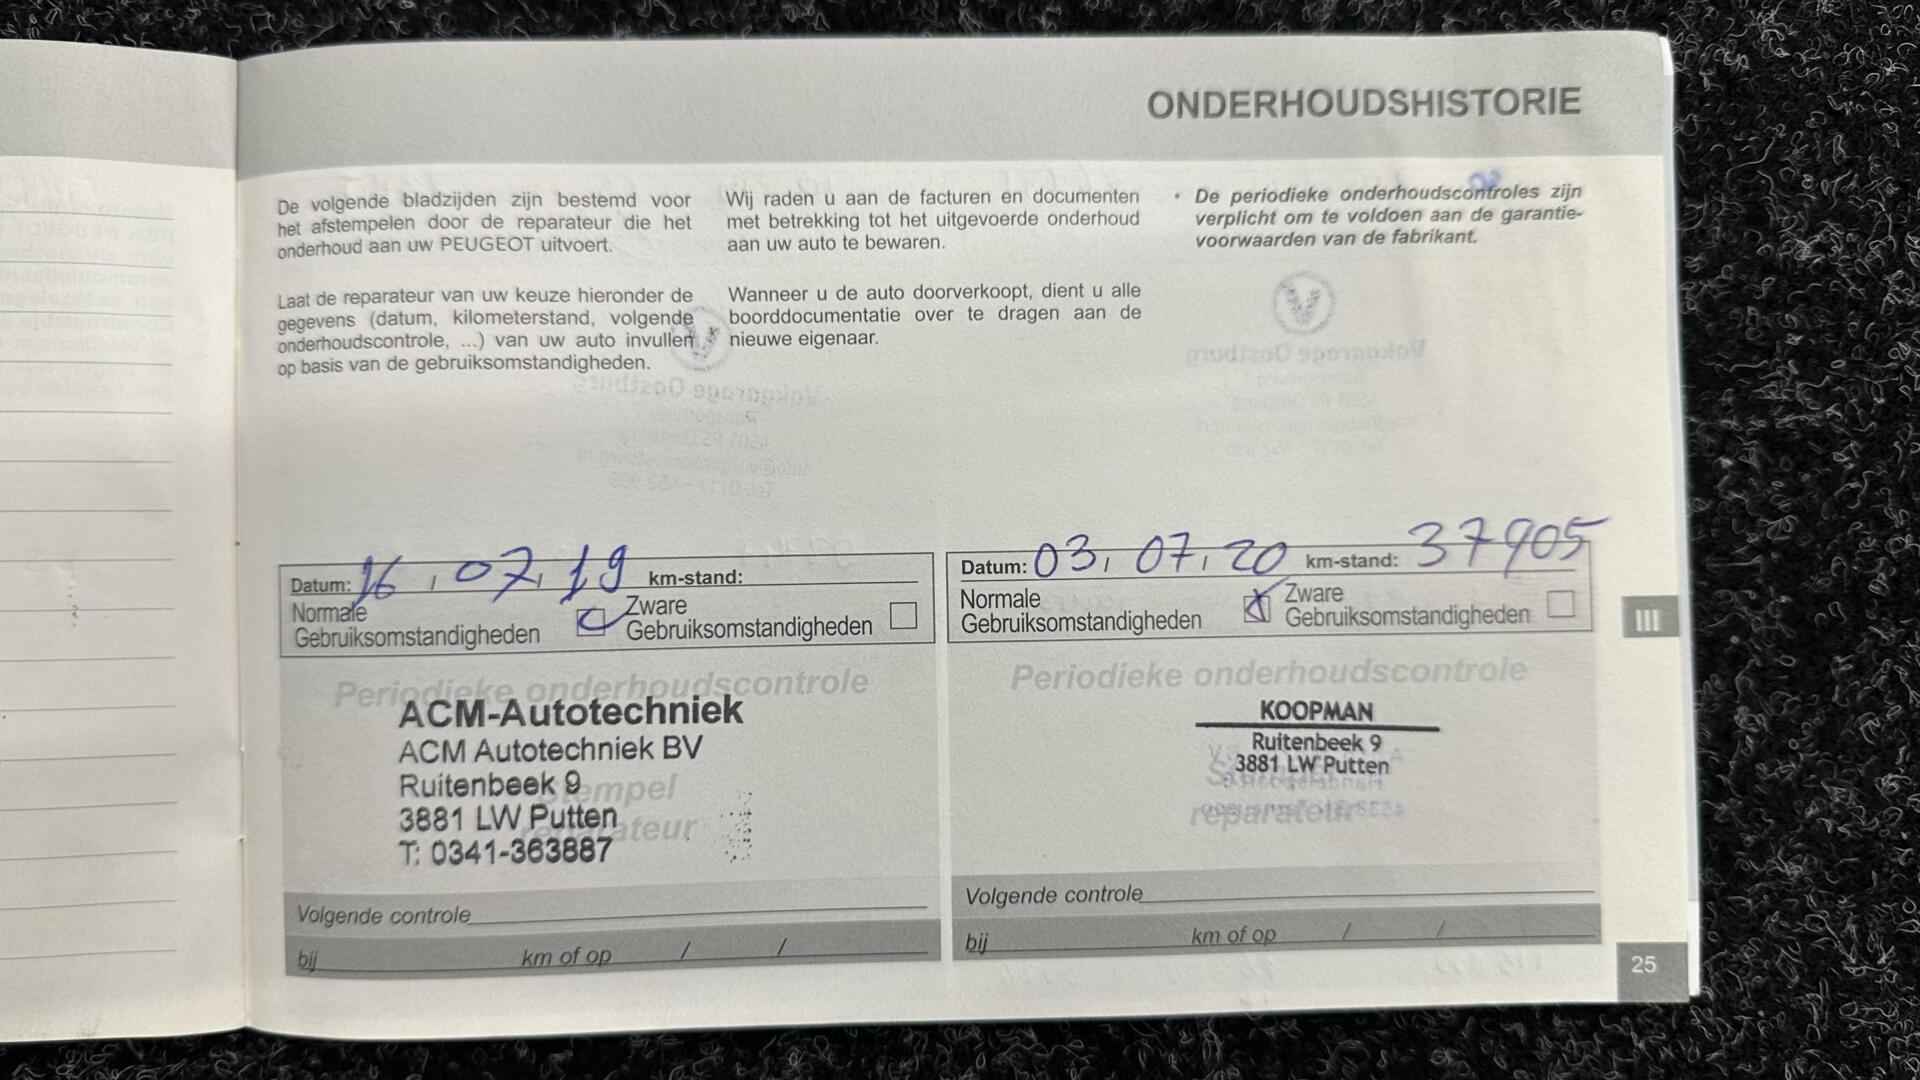 ONDERHOUDSHISTORIE
De volgende bladzijden zijn bestemd voor
het afstempelen door de reparateur die het
onderhoud aan uw PEUGEOT uitvoert.
Laat de reparateur van uw keuze hieronder de
gegevens (datum, kilometerstand, volgende
onderhoudscontrole, ...) van uw auto invullen
op basis van de gebruiksomstandigheden.
Wij raden u aan de facturen en documenten
met betrekking tot het uitgevoerde onderhoud
aan uw auto te bewaren.
Wanneer u de auto doorverkoopt, dient u alle
boorddocumentatie over te dragen aan de
nieuwe eigenaar.
• De periodieke onderhoudscontroles zijn
verplicht om te voldoen aan de garantie-
voorwaarden van de fabrikant.
Datum: 16 / 07 / 19 km-stand:
Normale
Gebruiksomstandigheden
Zware
Gebruiksomstandigheden
Periodieke onderhoudscontrole
ACM-Autotechniek
ACM Autotechniek BV
Ruitenbeek 9
stempel
3881 LW Putten
reparateur
T: 0341-363887
Volgende controle
bij km of op / /
Datum: 03 / 07 / 20 km-stand: 37905
Normale
Gebruiksomstandigheden
Zware
Gebruiksomstandigheden
Periodieke onderhoudscontrole
KOOPMAN
Ruitenbeek 9
3881 LW Putten
reparateur
Volgende controle
bij km of op / /
III
25